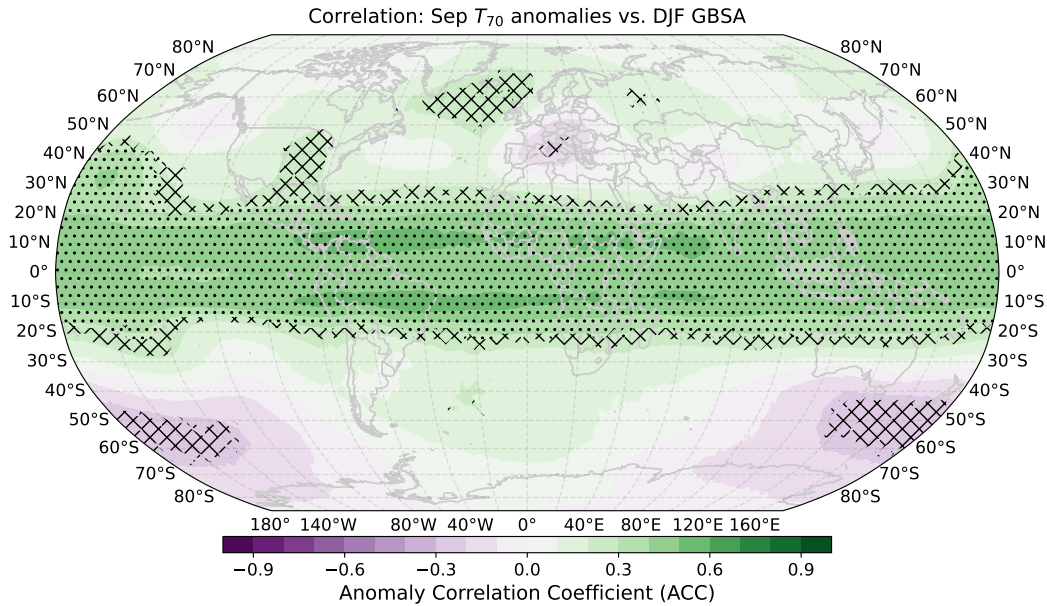 Correlation: Sep T70 anomalies vs. DJF GBSA
80°N 80°N
70°N 70°N
60°N 60°N
50°N 50°N
40°N 40°N
30°N 30°N
20°N 20°N
10°N 10°N
0° 0°
10°S 10°S
20°S 20°S
30°S 30°S
40°S 40°S
50°S 50°S
60°S 60°S
70°S 70°S
80°S 80°S
180° 140°W 80°W 40°W 0° 40°E 80°E 120°E 160°E
−0.9 −0.6 −0.3 0.0 0.3 0.6 0.9
Anomaly Correlation Coefficient (ACC)